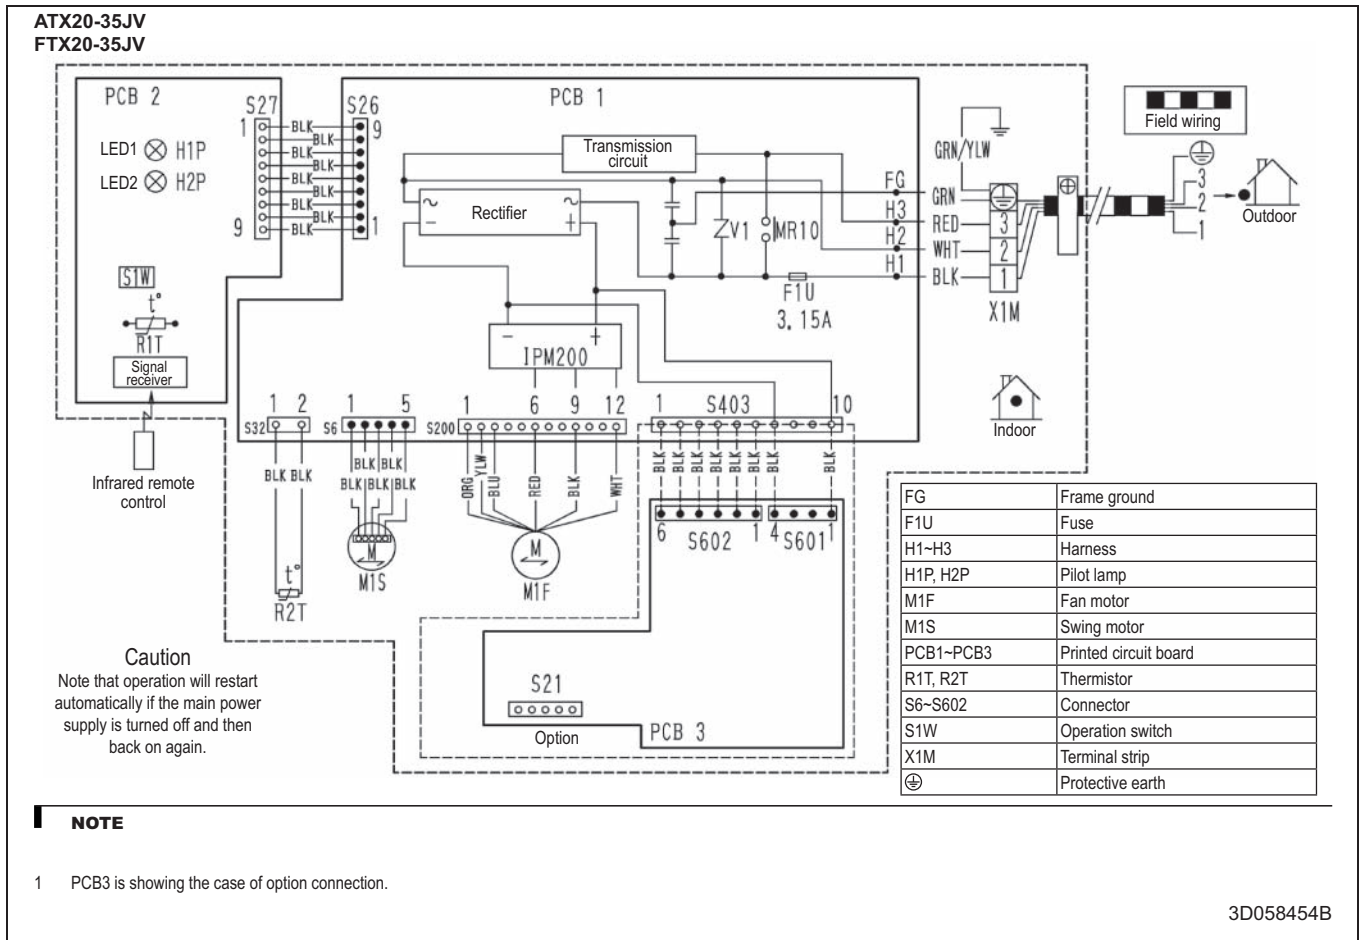 ATX20-35JV
FTX20-35JV
PCB 2
S27
S26
PCB 1
1
9
9
1
BLK
BLK
BLK
BLK
BLK
BLK
BLK
BLK
BLK
LED1 H1P
LED2 H2P
S1W
t°
R1T
Signal
receiver
Infrared remote
control
Transmission
circuit
Rectifier
~ ~
- +
V1
MR10
F1U
3.15A
FG
H3
H2
H1
GRN/YLW
GRN
RED
WHT
BLK
3
2
1
X1M
Field wiring
3
2
1
Outdoor
Indoor
- +
IPM200
1 2
S32
BLK BLK
t°
R2T
1 5
S6
BLK BLK
BLK BLK BLK
M
M1S
1 6 9 12
S200
ORG
YLW
BLU
RED
BLK
WHT
M
M1F
1 S403 10
BLK
BLK
BLK
BLK
BLK
BLK
BLK
BLK
6 S602 1
4 S601 1
S21
Option
PCB 3
Caution
Note that operation will restart
automatically if the main power
supply is turned off and then
back on again.
FG Frame ground
F1U Fuse
H1~H3 Harness
H1P, H2P Pilot lamp
M1F Fan motor
M1S Swing motor
PCB1~PCB3 Printed circuit board
R1T, R2T Thermistor
S6~S602 Connector
S1W Operation switch
X1M Terminal strip
Protective earth
NOTE
1 PCB3 is showing the case of option connection.
3D058454B